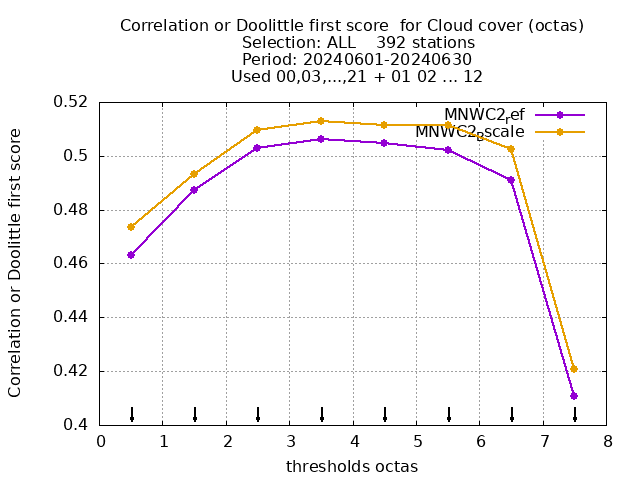 Correlation or Doolittle first score  for Cloud cover (octas)
Selection: ALL    392 stations
Period: 20240601-20240630
Used 00,03,...,21 + 01 02 ... 12
MNWC2ref
MNWC2pscale
Correlation or Doolittle first score
0.52
0.5
0.48
0.46
0.44
0.42
0.4
0 1 2 3 4 5 6 7 8
thresholds octas